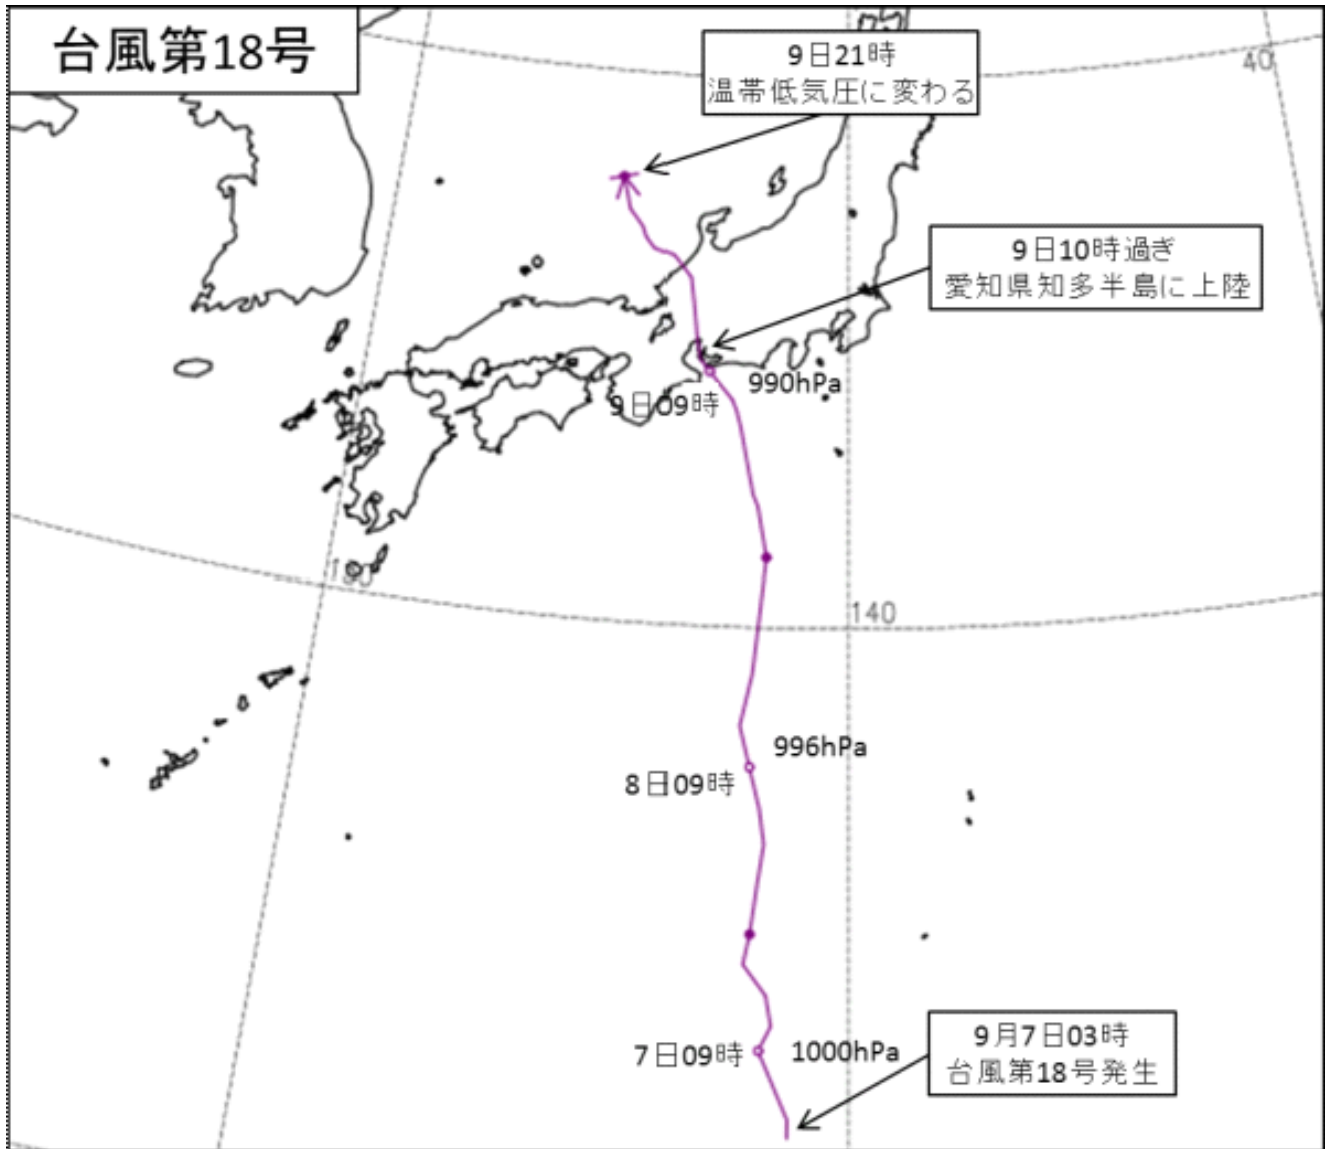 台風第18号
9日21時
温帯低気圧に変わる
40
9日10時過ぎ
愛知県知多半島に上陸
990hPa
9日09時
130
140
996hPa
8日09時
7日09時
1000hPa
9月7日03時
台風第18号発生